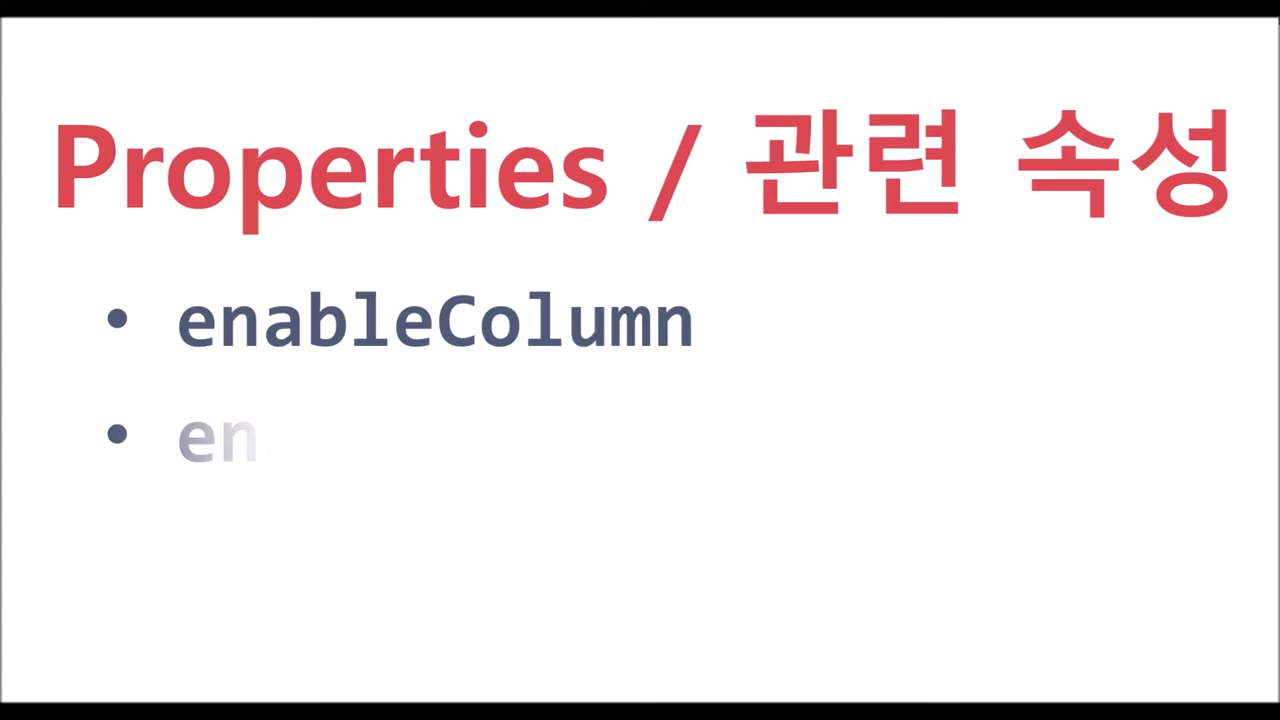 Properties / 관련 속성
• enableColumn
• en